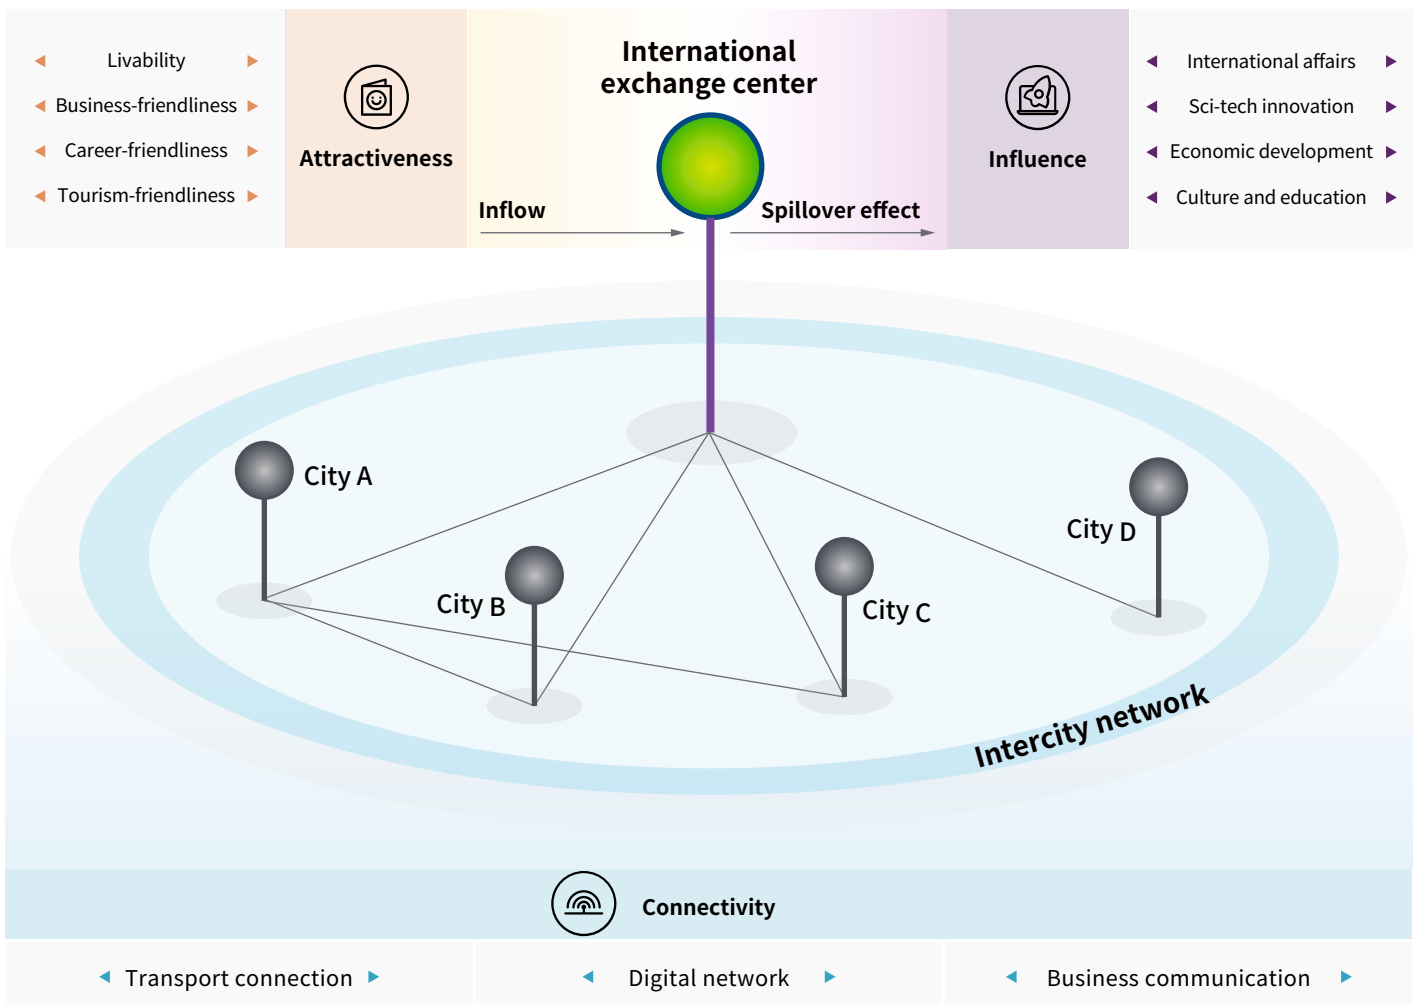 Livability
Business-friendliness
Career-friendliness
Tourism-friendliness
Attractiveness
International
exchange center
Inflow
Spillover effect
Influence
International affairs
Sci-tech innovation
Economic development
Culture and education
City A
City B
City C
City D
Intercity network
Connectivity
Transport connection
Digital network
Business communication